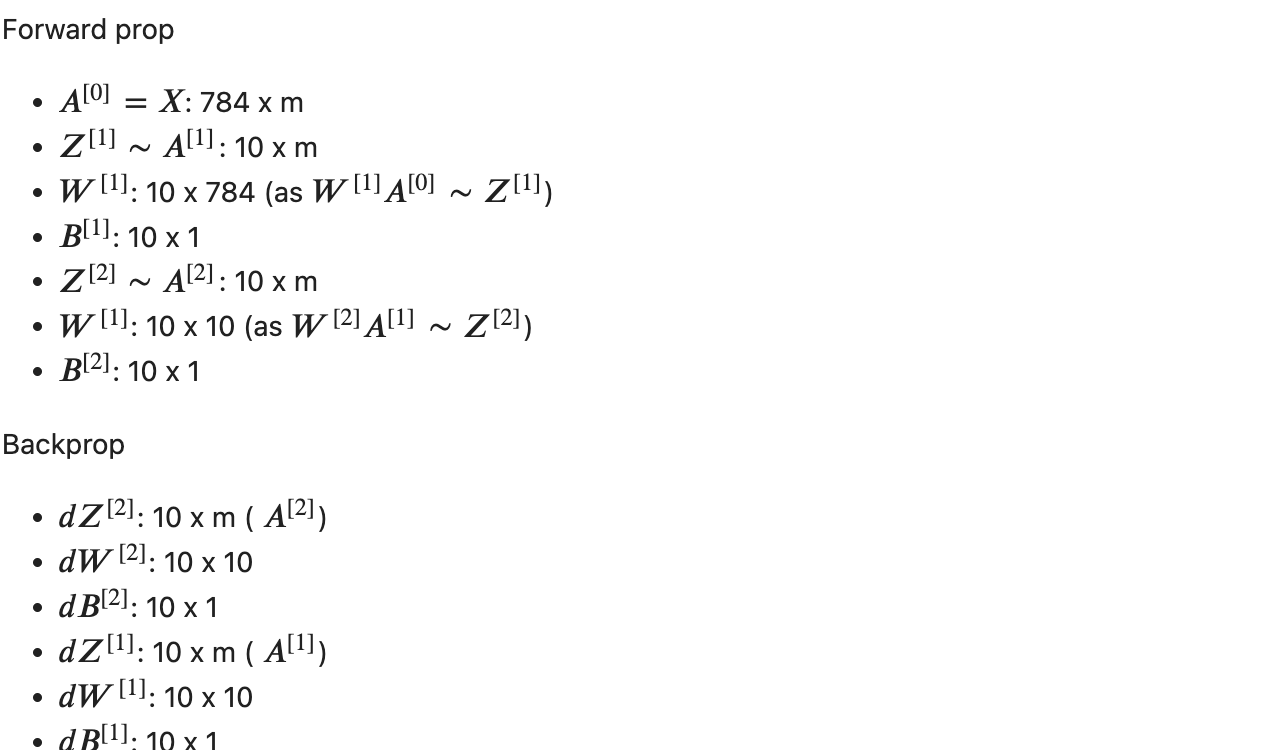 Forward prop
• A[0] = X: 784 x m
• Z[1] ~ A[1]: 10 x m
• W[1]: 10 x 784 (as W[1]A[0] ~ Z[1])
• B[1]: 10 x 1
• Z[2] ~ A[2]: 10 x m
• W[1]: 10 x 10 (as W[2]A[1] ~ Z[2])
• B[2]: 10 x 1
Backprop
• dZ[2]: 10 x m ( A[2])
• dW[2]: 10 x 10
• dB[2]: 10 x 1
• dZ[1]: 10 x m ( A[1])
• dW[1]: 10 x 10
• dB[1]: 10 x 1